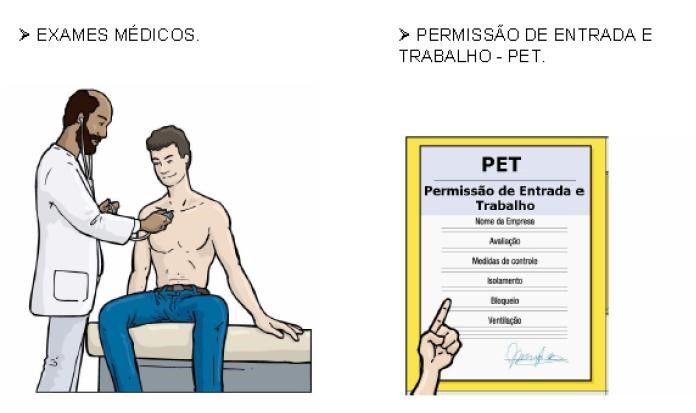 ➢ EXAMES MÉDICOS.
➢ PERMISSÃO DE ENTRADA E
TRABALHO - PET.
PET
Permissão de Entrada e
Trabalho
Nome da Empresa
Avaliação
Medidas de controle
Isolamento
Bloqueio
Ventilação